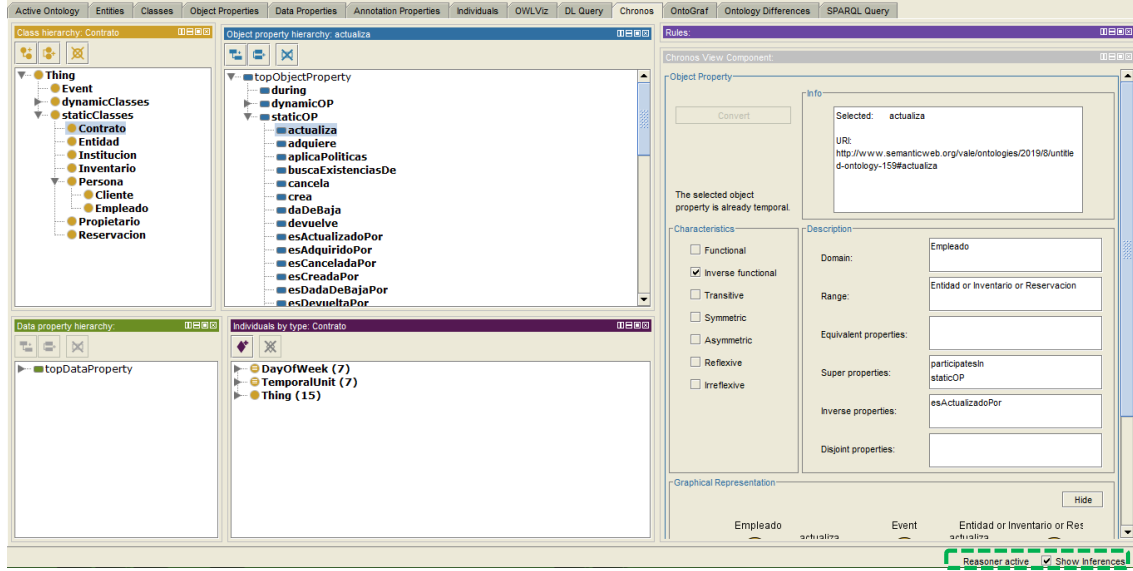 Active Ontology Entities Classes Object Properties Data Properties Annotation Properties Individuals OWLViz DL Query Chronos OntoGraf Ontology Differences SPARQL Query
Class hierarchy: Contrato
Thing
Event
dynamicClasses
staticClasses
Contrato
Entidad
Institucion
Inventario
Persona
Cliente
Empleado
Propietario
Reservacion
Object property hierarchy: actualiza
topObjectProperty
during
dynamicOP
staticOP
actualiza
adquiere
aplicaPoliticas
buscaExistenciasDe
cancela
crea
daDeBaja
devuelve
esActualizadoPor
esAdquiridoPor
esCanceladaPor
esCreadaPor
esDadaDeBajaPor
esDevueltaPor
Data property hierarchy:
topDataProperty
Individuals by type: Contrato
DayOfWeek (7)
TemporalUnit (7)
Thing (15)
Rules:
Chronos View Component:
Object Property
Convert
The selected object
property is already temporal.
Info
Selected: actualiza
URI:
http://www.semanticweb.org/vale/ontologies/2019/8/untitle
d-ontology-159#actualiza
Characteristics
Functional
Inverse functional
Transitive
Symmetric
Asymmetric
Reflexive
Irreflexive
Description
Domain: Empleado
Range: Entidad or Inventario or Reservacion
Equivalent properties:
Super properties: participatesIn
staticOP
Inverse properties: esActualizadoPor
Disjoint properties:
Graphical Representation
Hide
Empleado Event Entidad or Inventario or Res
actualiza actualiza
Reasoner active Show Inferences